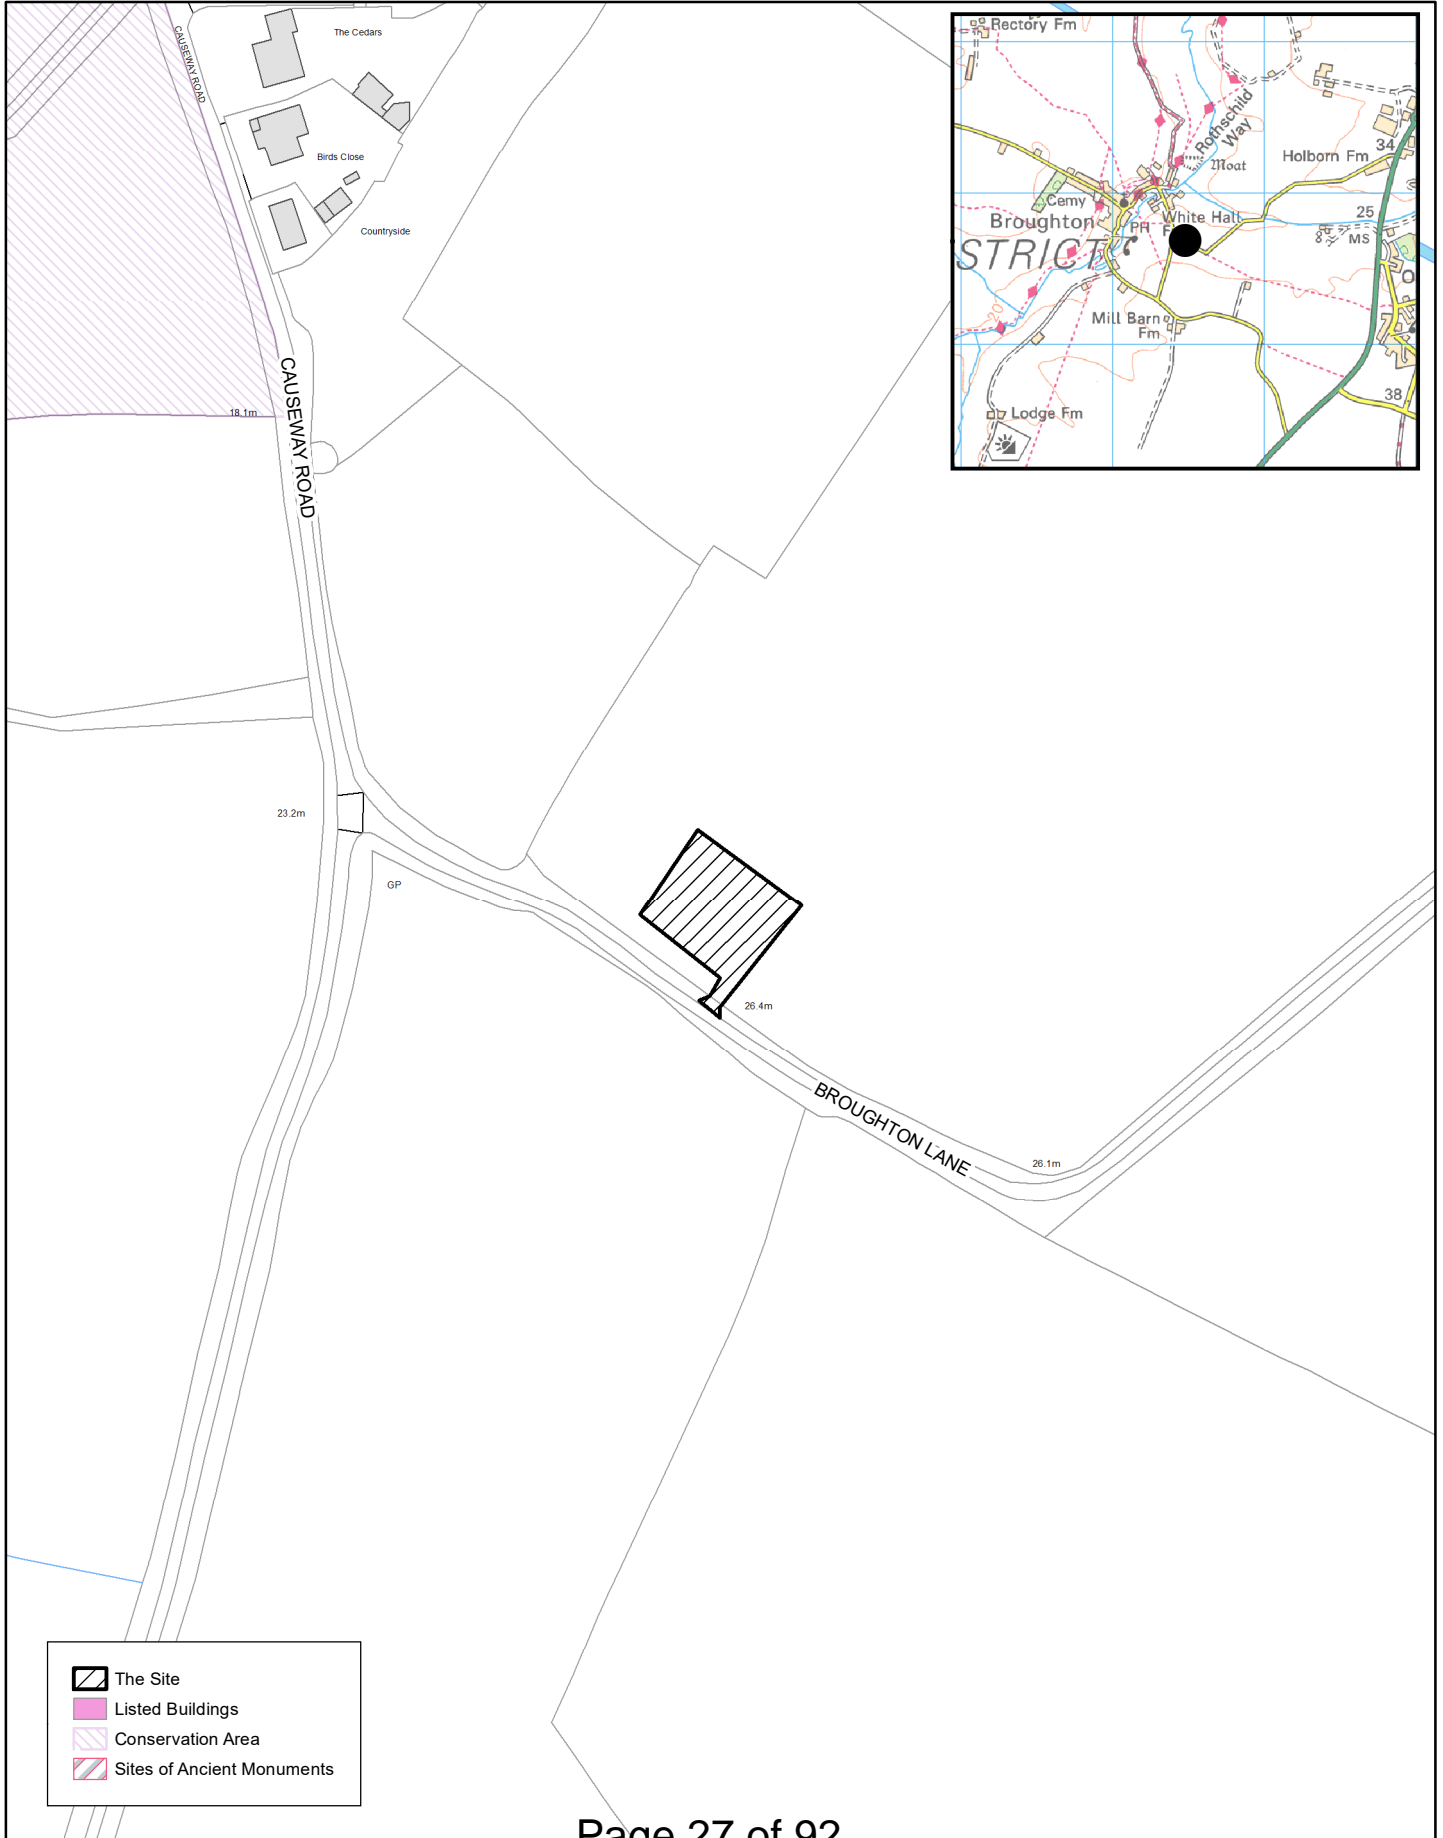 CAUSEWAY ROAD
The Cedars
Birds Close
Countryside
18.1m
CAUSEWAY ROAD
23.2m
GP
26.4m
BROUGHTON LANE
26.1m
Rectory Fm
Rothschild
Way
Moat
Holborn Fm
34
Cemy
Broughton
PH
White Hall
F
25
MS
STRICT
O
20
Mill Barn
Fm
38
Lodge Fm
The Site
Listed Buildings
Conservation Area
Sites of Ancient Monuments
Page 27 of 92